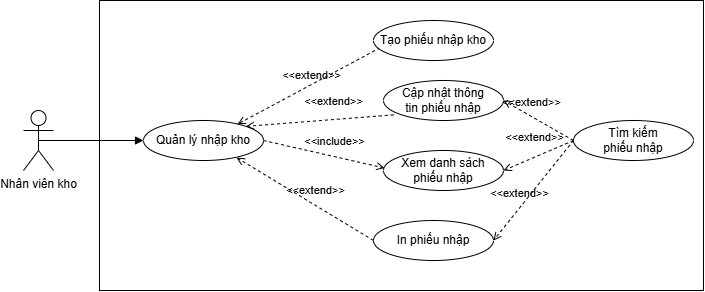 Tạo phiếu nhập kho
<<extend>>
Cập nhật thông
tin phiếu nhập
<<extend>>
<<extend>>
Quản lý nhập kho
<<include>>
<<extend>>
Tìm kiếm
phiếu nhập
Xem danh sách
phiếu nhập
Nhân viên kho
<<extend>>
<<extend>>
In phiếu nhập